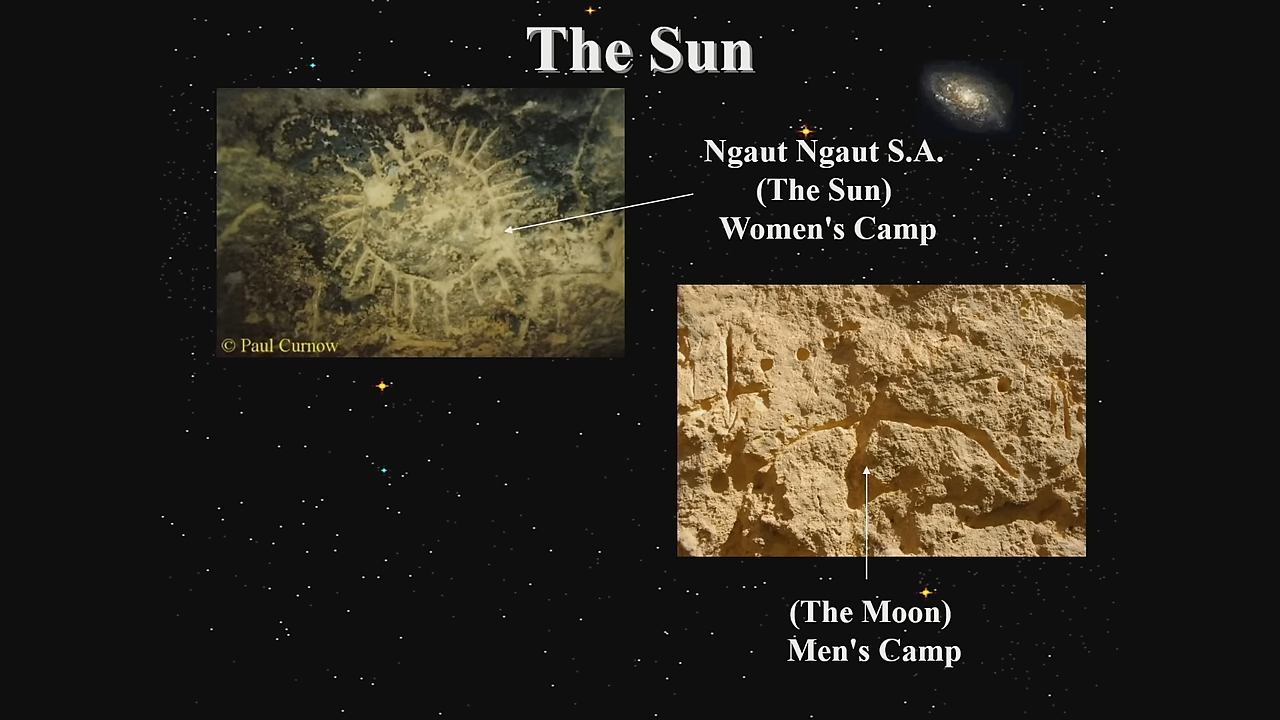 The Sun
Ngaut Ngaut S.A.
(The Sun)
Women's Camp
© Paul Curnow
(The Moon)
Men's Camp